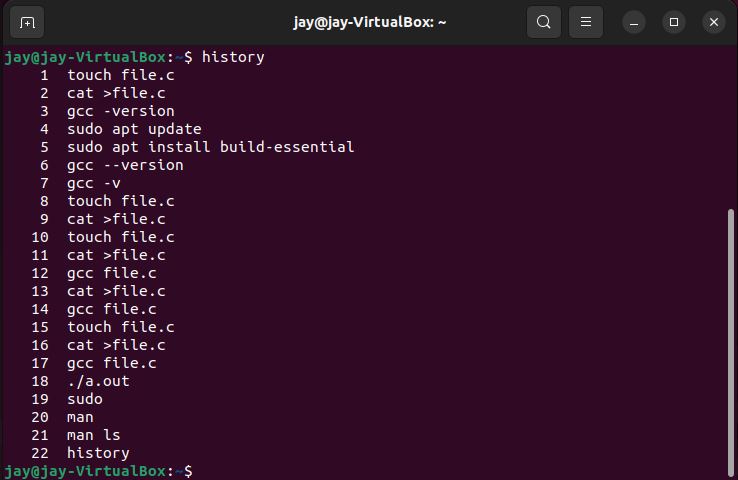 jay@jay-VirtualBox: ~
jay@jay-VirtualBox:~$ history
1 touch file.c
2 cat >file.c
3 gcc -version
4 sudo apt update
5 sudo apt install build-essential
6 gcc --version
7 gcc -v
8 touch file.c
9 cat >file.c
10 touch file.c
11 cat >file.c
12 gcc file.c
13 cat >file.c
14 gcc file.c
15 touch file.c
16 cat >file.c
17 gcc file.c
18 ./a.out
19 sudo
20 man
21 man ls
22 history
jay@jay-VirtualBox:~$